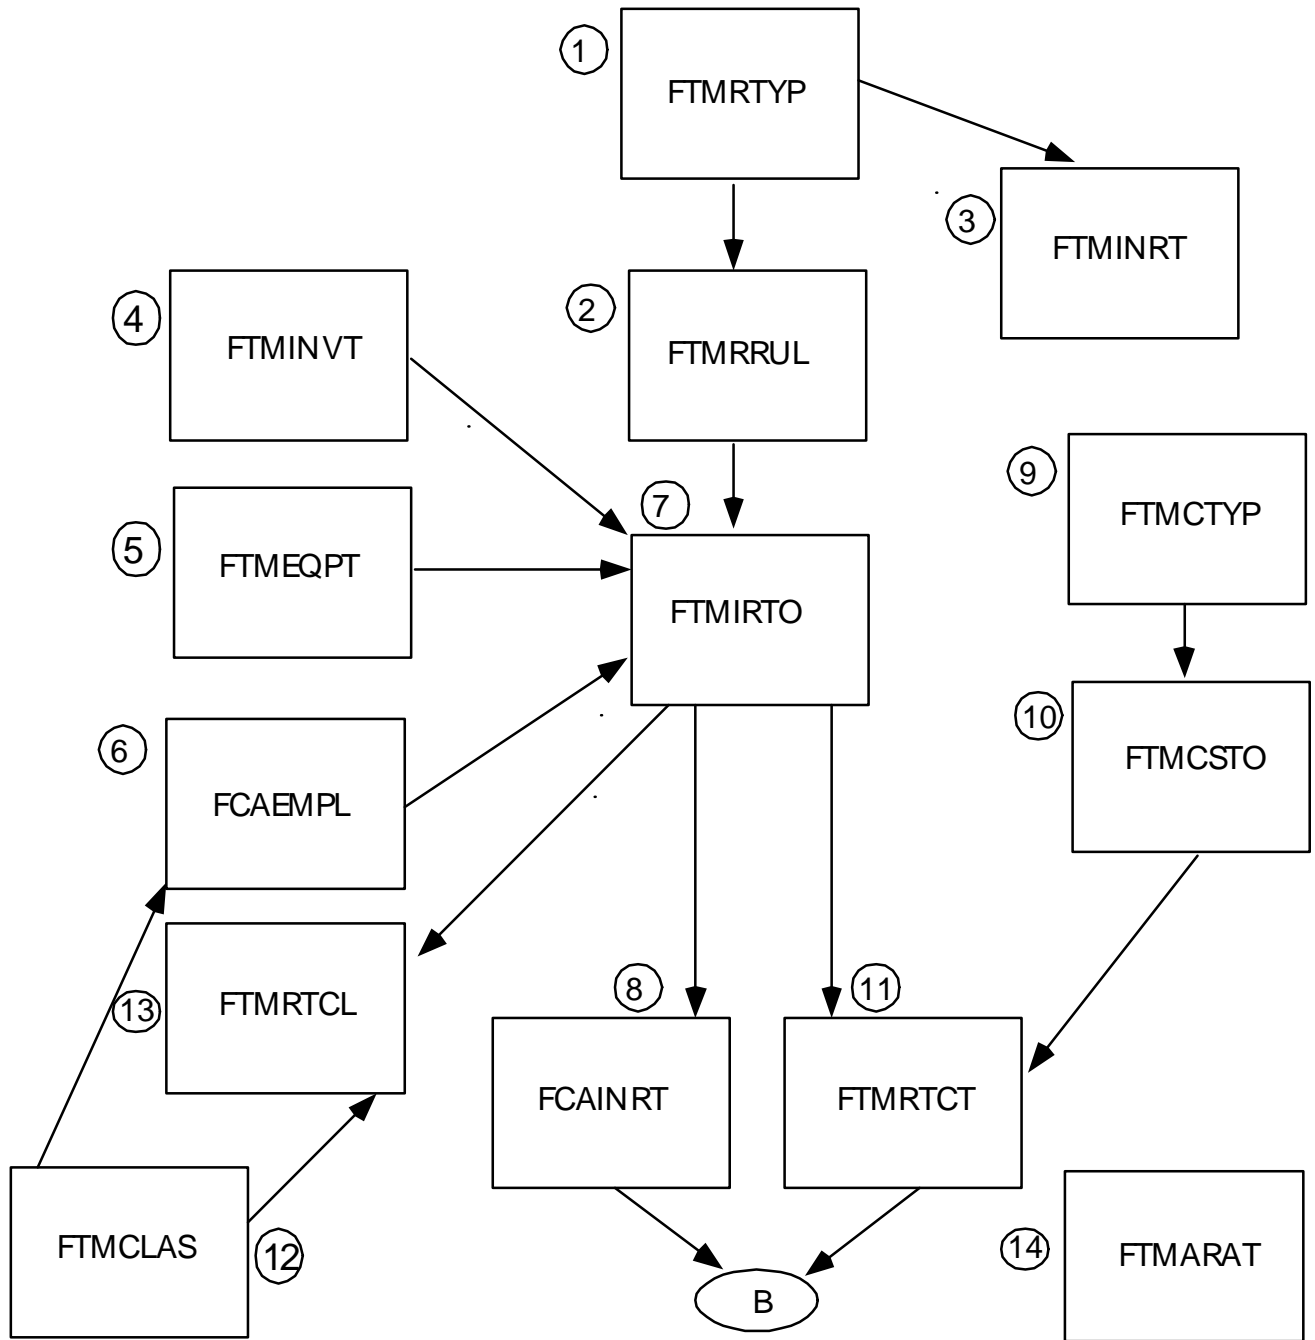 1
FTMRTYP
3
FTMINRT
4
FTMINVT
2
FTMRRUL
9
FTMCTYP
5
FTMEQPT
7
FTMIRTO
10
FTMCSTO
6
FCAEMPL
13
FTMRTCL
8
FCAINRT
11
FTMRTCT
FTMCLAS
12
14
FTMARAT
B